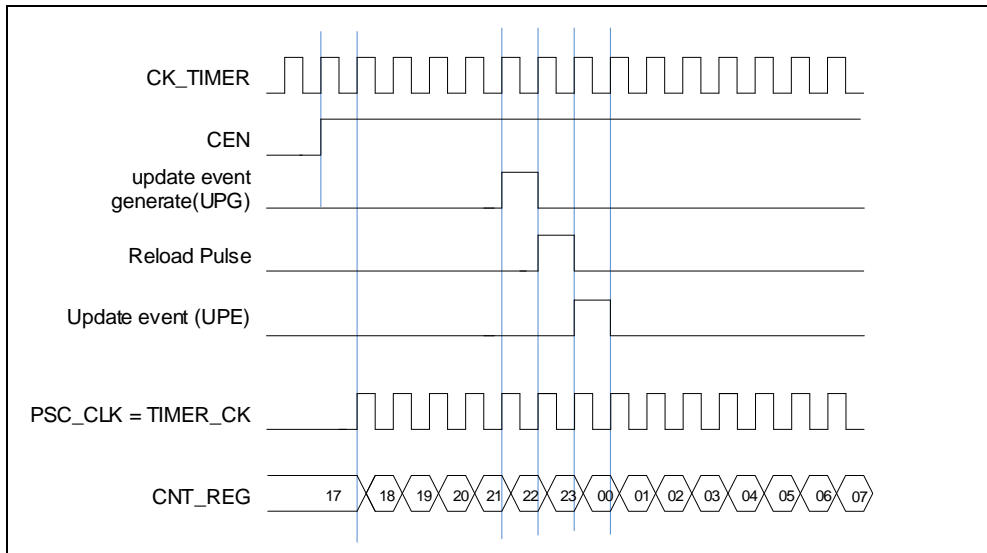 CK_TIMER
CEN
update event
generate(UPG)
Reload Pulse
Update event (UPE)
PSC_CLK = TIMER_CK
CNT_REG 17 18 19 20 21 22 23 00 01 02 03 04 05 06 07